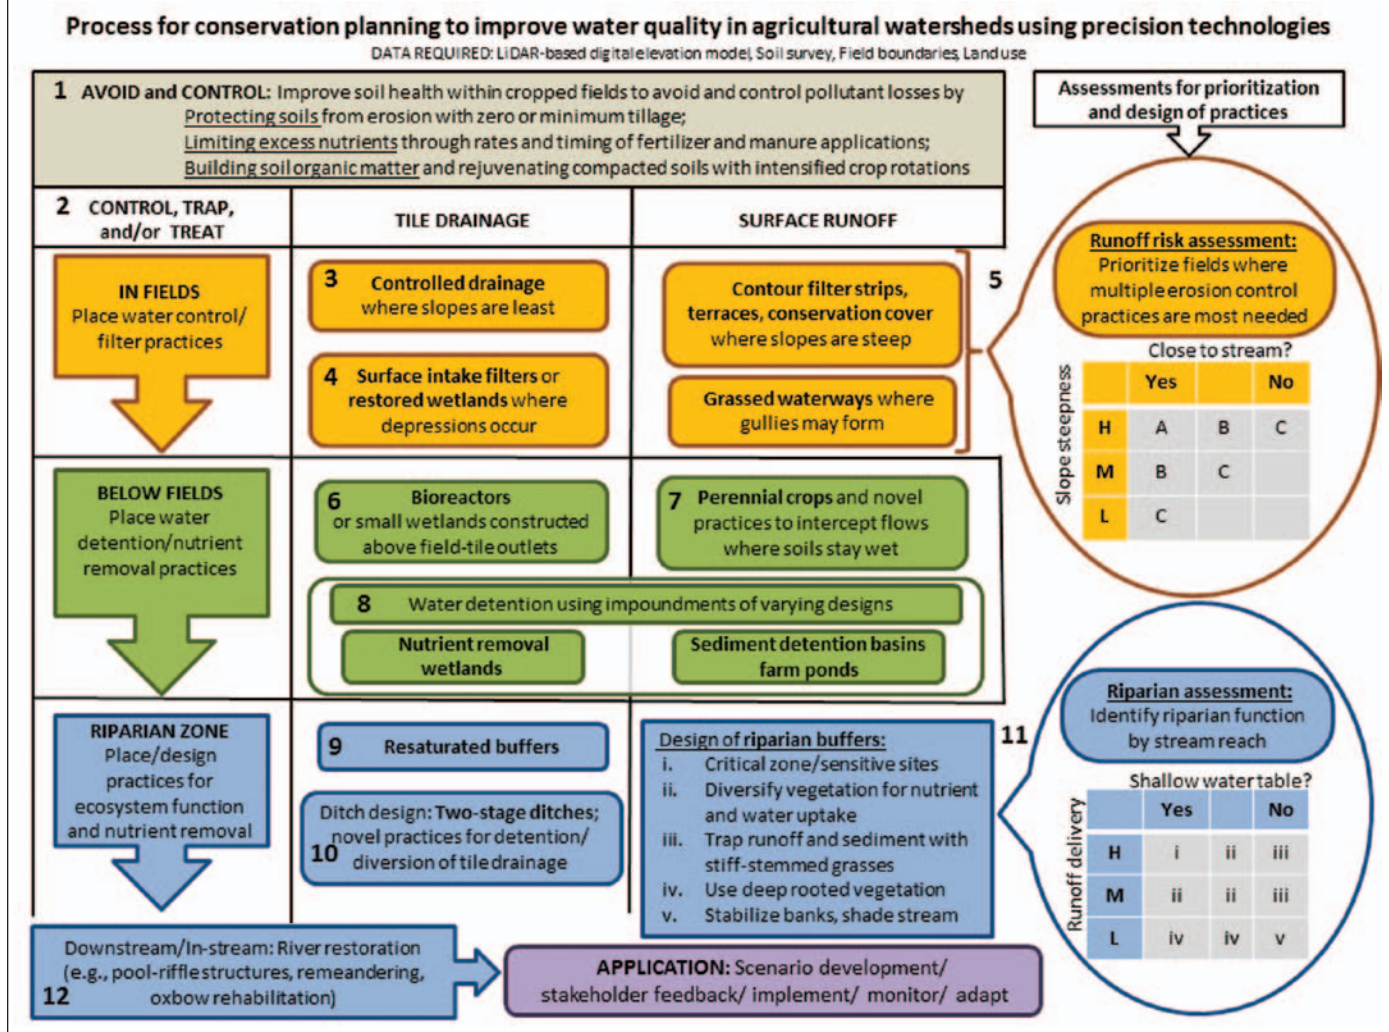 Process for conservation planning to improve water quality in agricultural watersheds using precision technologies
DATA REQUIRED: LiDAR-based digital elevation model, Soil survey, Field boundaries, Land use
1 AVOID and CONTROL: Improve soil health within cropped fields to avoid and control pollutant losses by
Protecting soils from erosion with zero or minimum tillage;
Limiting excess nutrients through rates and timing of fertilizer and manure applications;
Building soil organic matter and rejuvenating compacted soils with intensified crop rotations
Assessments for prioritization
and design of practices
2 CONTROL, TRAP,
and/or TREAT
TILE DRAINAGE
SURFACE RUNOFF
IN FIELDS
Place water control/
filter practices
3 Controlled drainage
where slopes are least
4 Surface intake filters or
restored wetlands where
depressions occur
Contour filter strips,
terraces, conservation cover
where slopes are steep
Grassed waterways where
gullies may form
5
Runoff risk assessment:
Prioritize fields where
multiple erosion control
practices are most needed
Close to stream?
Slope steepness
Yes No
H A B C
M B C
L C
BELOW FIELDS
Place water
detention/nutrient
removal practices
6 Bioreactors
or small wetlands constructed
above field-tile outlets
7 Perennial crops and novel
practices to intercept flows
where soils stay wet
8 Water detention using impoundments of varying designs
Nutrient removal
wetlands
Sediment detention basins
farm ponds
RIPARIAN ZONE
Place/design
practices for
ecosystem function
and nutrient removal
9 Resaturated buffers
Ditch design: Two-stage ditches;
novel practices for detention/
10 diversion of tile drainage
Design of riparian buffers:
i. Critical zone/sensitive sites
ii. Diversify vegetation for nutrient
and water uptake
iii. Trap runoff and sediment with
stiff-stemmed grasses
iv. Use deep rooted vegetation
v. Stabilize banks, shade stream
11
Riparian assessment:
Identify riparian function
by stream reach
Shallow water table?
Runoff delivery
Yes No
H i ii iii
M ii ii iii
L iv iv v
Downstream/In-stream: River restoration
(e.g., pool-riffle structures, remeandering,
12 oxbow rehabilitation)
APPLICATION: Scenario development/
stakeholder feedback/ implement/ monitor/ adapt